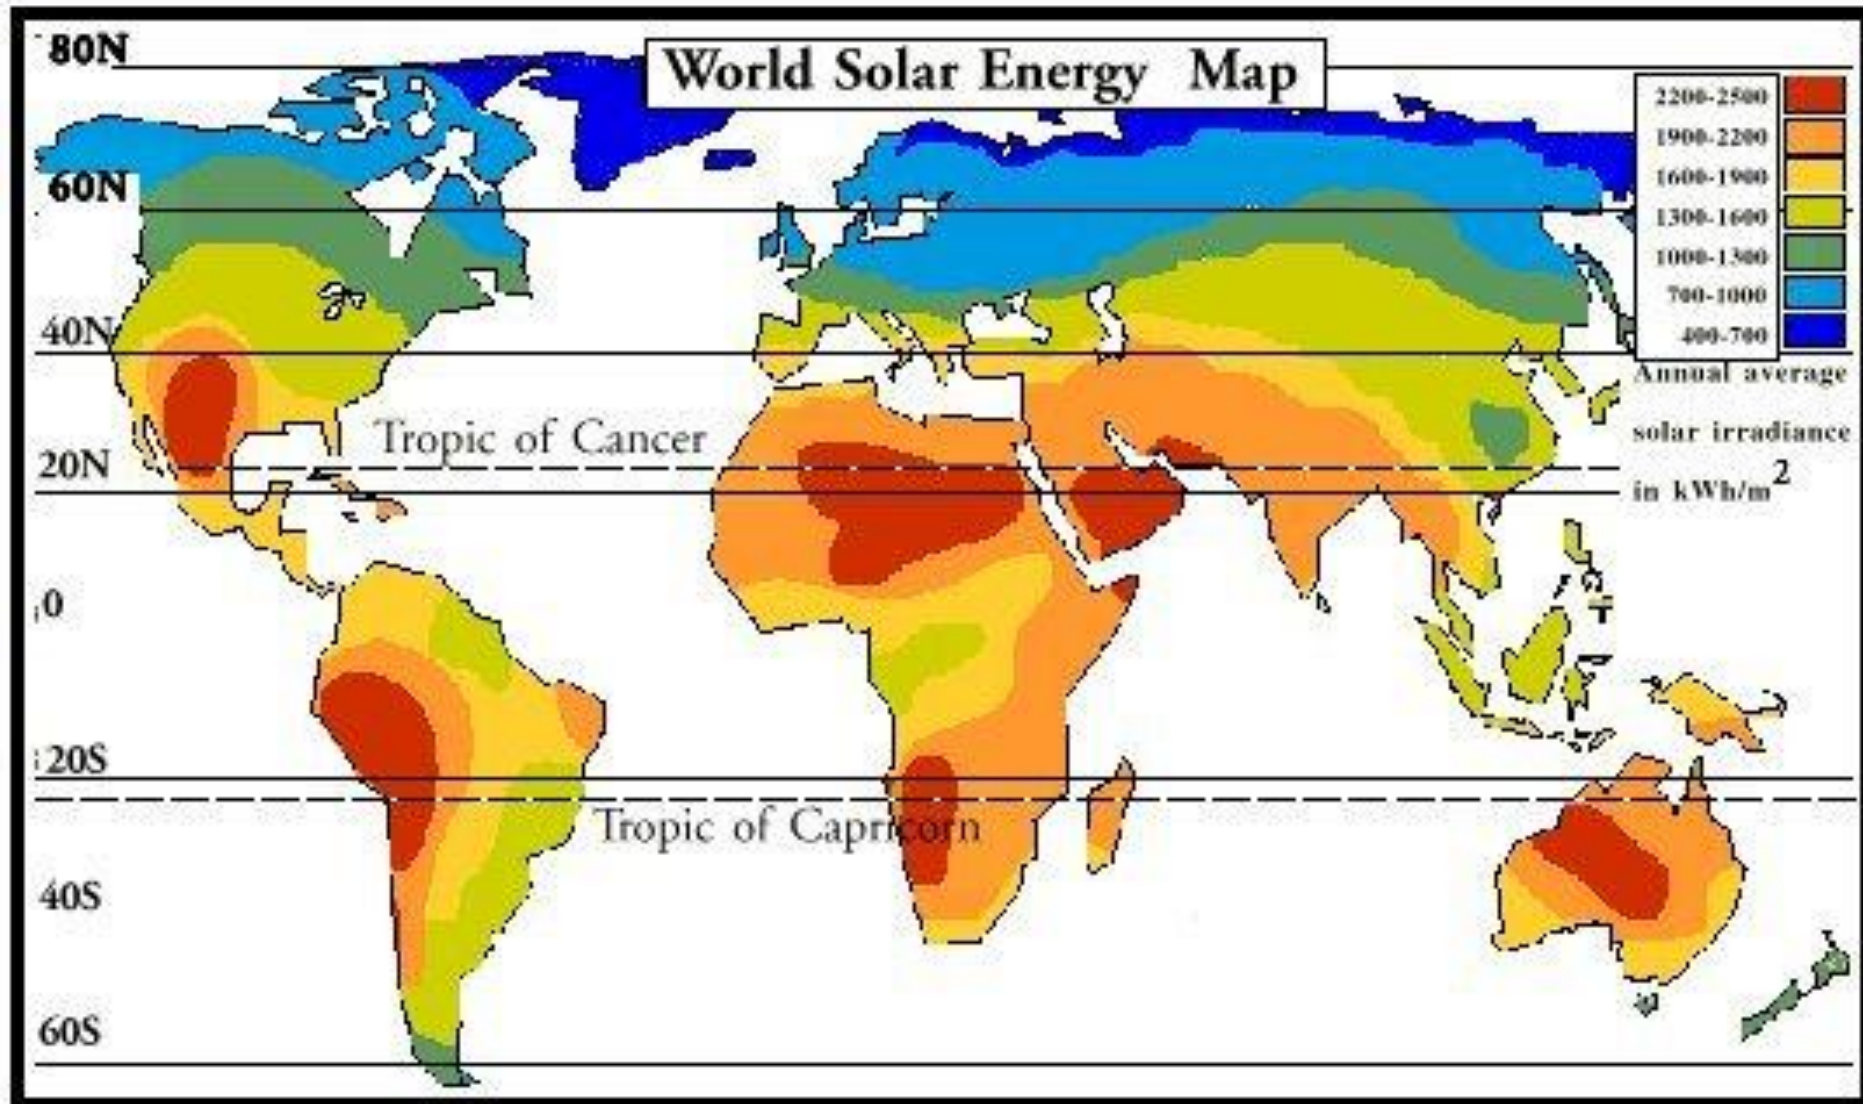 80N
World Solar Energy Map
2200-2500
1900-2200
1600-1900
60N
1300-1600
1000-1300
700-1000
40N
400-700
Annual average
solar irradiance
in kWh/m²
Tropic of Cancer
20N
0
20S
Tropic of Capricorn
40S
60S